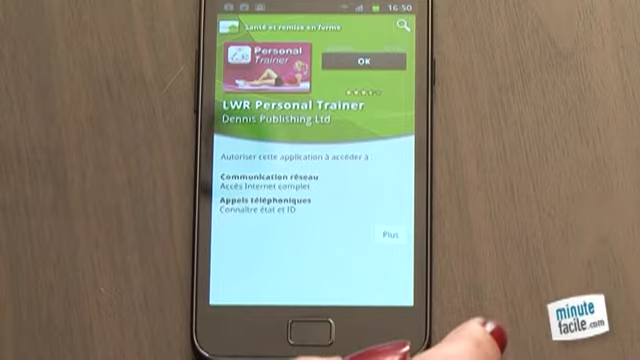 16:50
Santé et remise en forme
Personal
Trainer
OK
LWR Personal Trainer
Dennis Publishing.Ltd
Autoriser cette application à accéder à :
Communication réseau
Accès Internet complet
Appels téléphoniques
Connaître état et ID
Plus
minute
facile.com